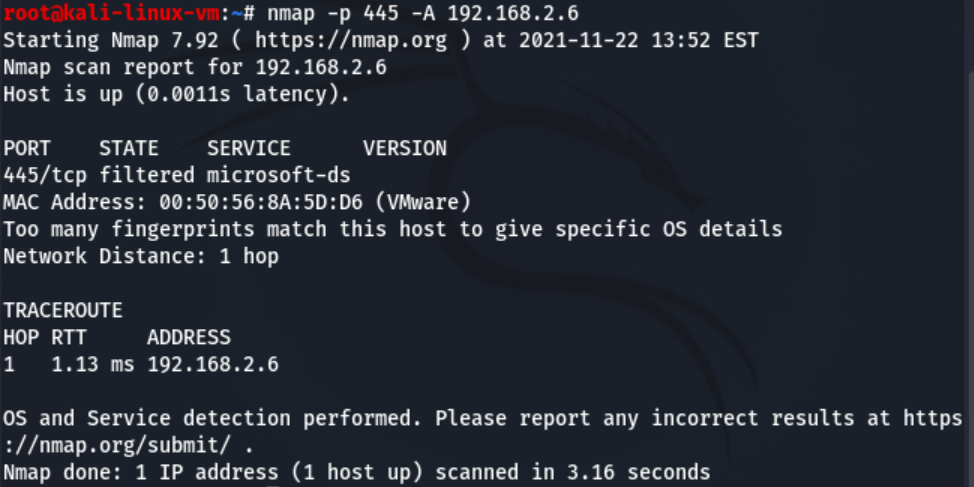 root@kali-linux-vm:~# nmap -p 445 -A 192.168.2.6
Starting Nmap 7.92 ( https://nmap.org ) at 2021-11-22 13:52 EST
Nmap scan report for 192.168.2.6
Host is up (0.0011s latency).

PORT    STATE    SERVICE      VERSION
445/tcp filtered microsoft-ds
MAC Address: 00:50:56:8A:5D:D6 (VMware)
Too many fingerprints match this host to give specific OS details
Network Distance: 1 hop

TRACEROUTE
HOP RTT     ADDRESS
1   1.13 ms 192.168.2.6

OS and Service detection performed. Please report any incorrect results at https
://nmap.org/submit/ .
Nmap done: 1 IP address (1 host up) scanned in 3.16 seconds